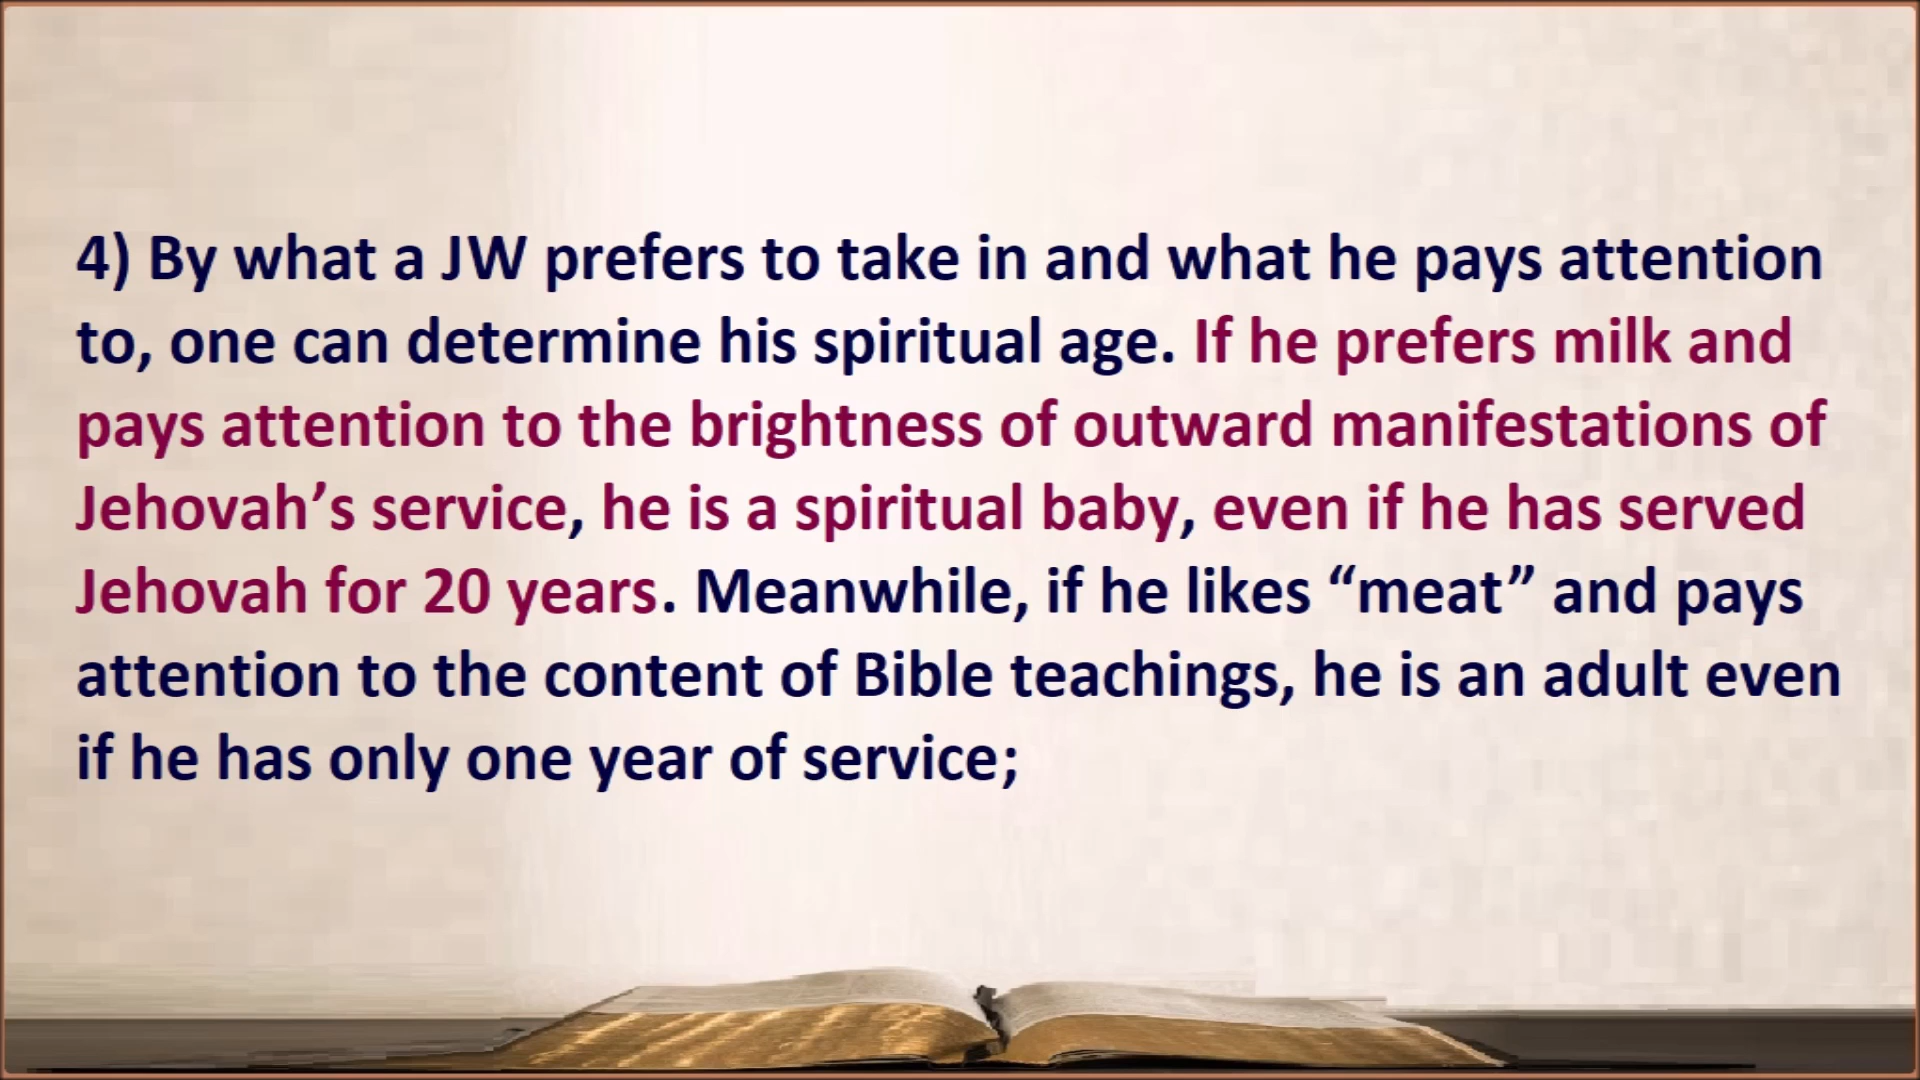 4) By what a JW prefers to take in and what he pays attention
to, one can determine his spiritual age. If he prefers milk and
pays attention to the brightness of outward manifestations of
Jehovah’s service, he is a spiritual baby, even if he has served
Jehovah for 20 years. Meanwhile, if he likes “meat” and pays
attention to the content of Bible teachings, he is an adult even
if he has only one year of service;